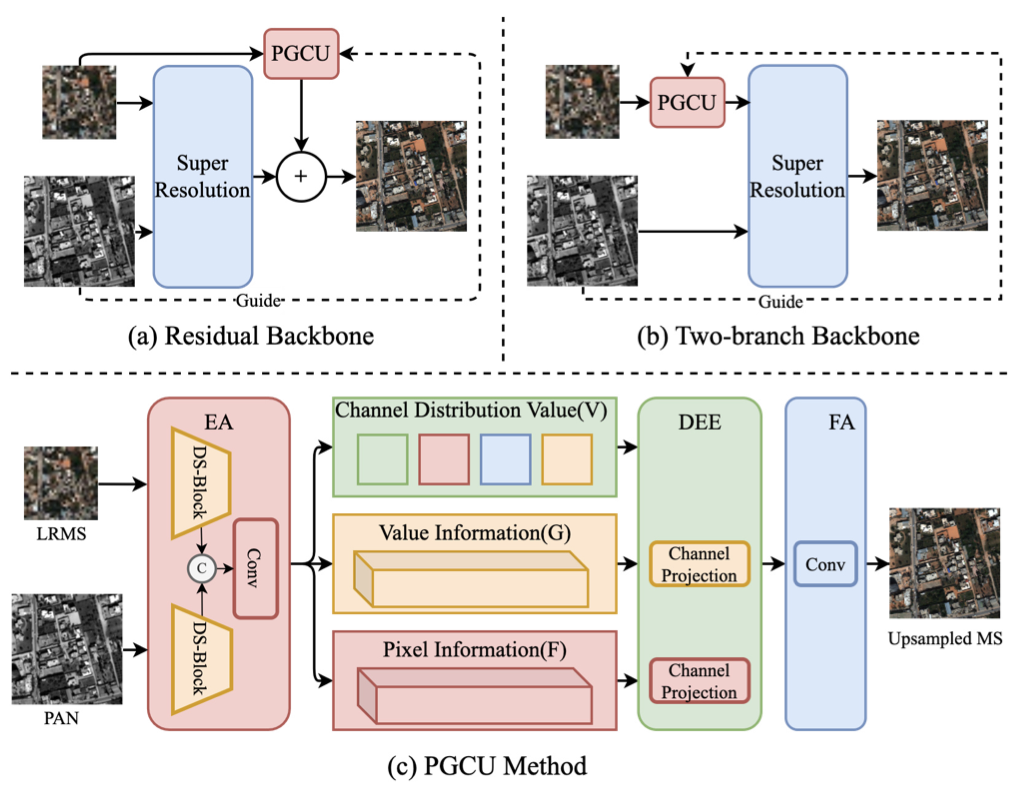 PGCU
Super
Resolution
+
Guide
(a) Residual Backbone
PGCU
Super
Resolution
Guide
(b) Two-branch Backbone
LRMS
PAN
EA
DS-Block
C
Conv
DS-Block
Channel Distribution Value(V)
Value Information(G)
Pixel Information(F)
DEE
Channel
Projection
Channel
Projection
FA
Conv
Upsampled MS
(c) PGCU Method